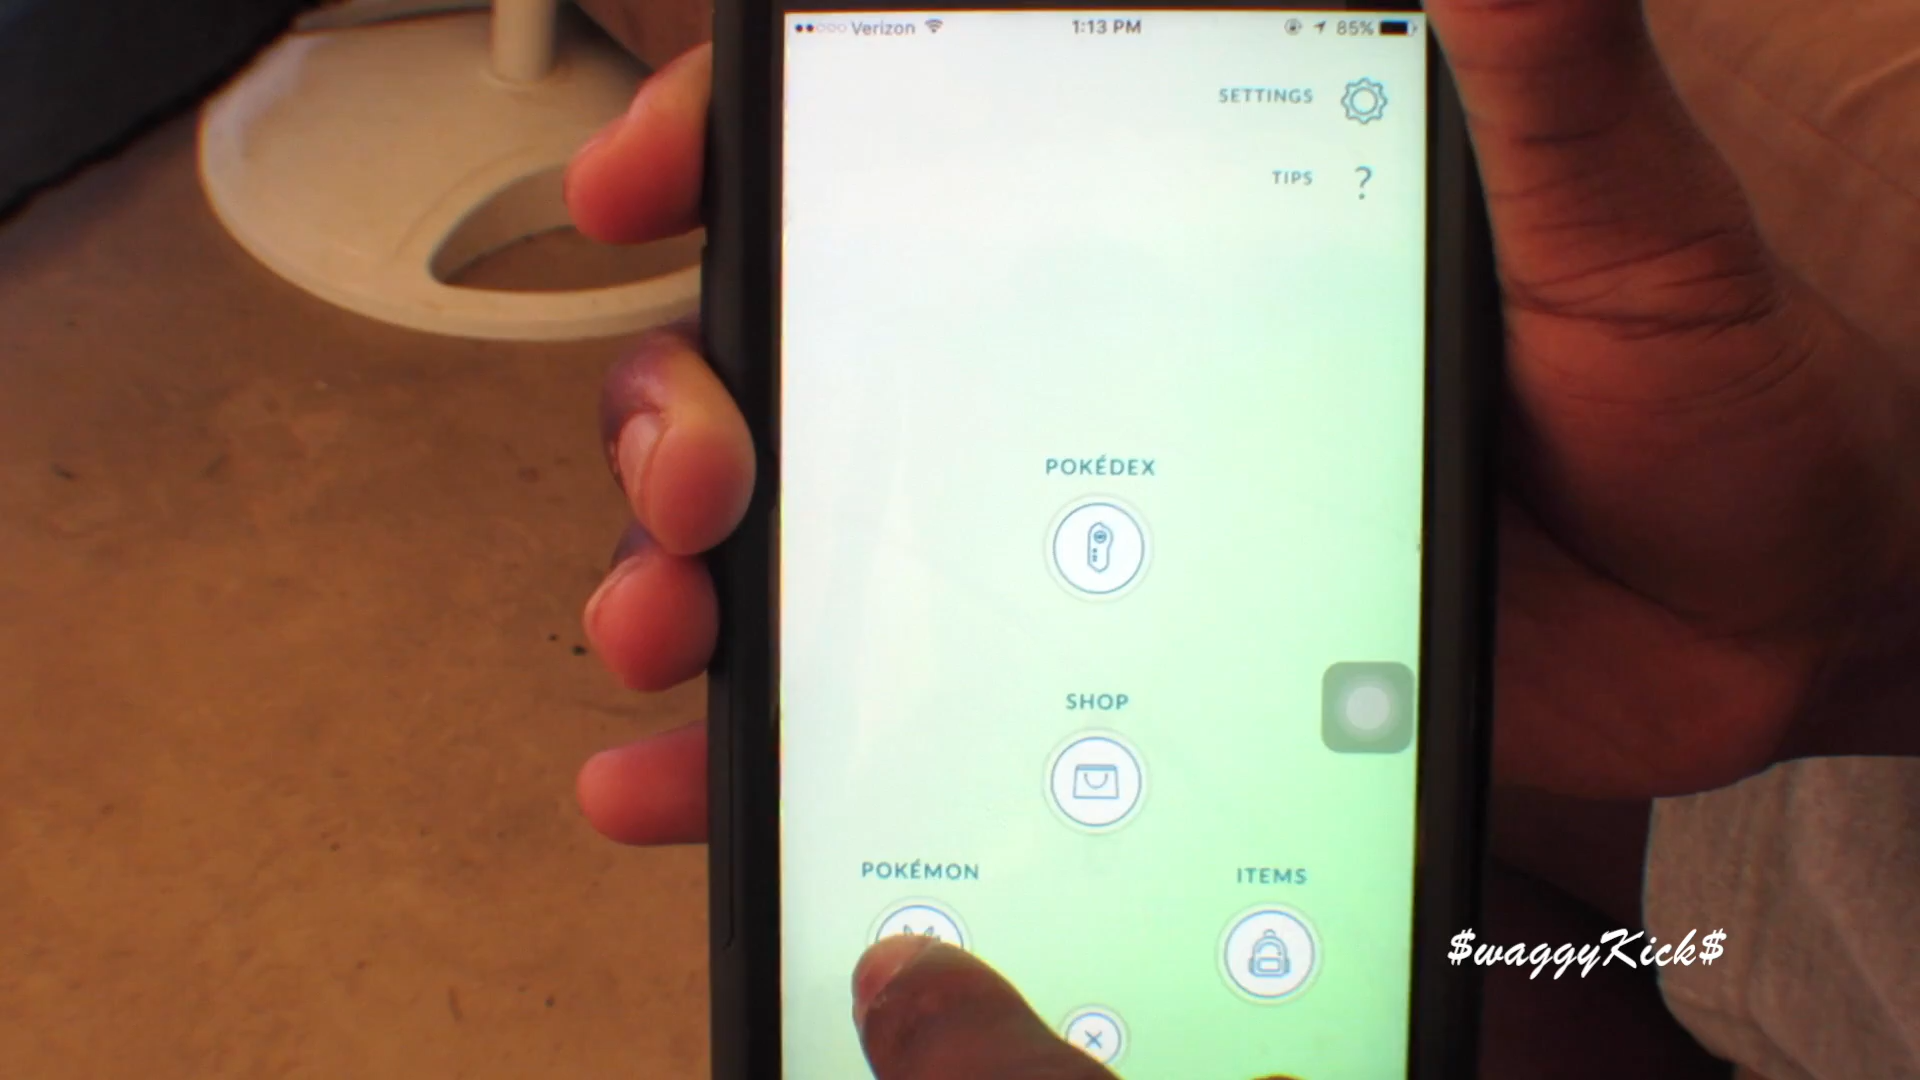 Verizon 1:13 PM 85%
SETTINGS
TIPS ?
POKÉDEX
SHOP
POKÉMON
ITEMS
$waggyKick$